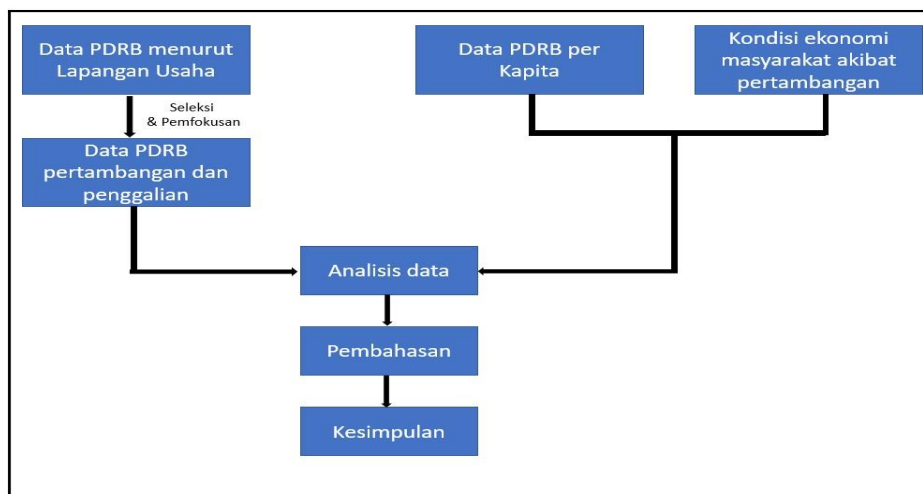 Data PDRB menurut
Lapangan Usaha
Data PDRB per
Kapita
Kondisi ekonomi
masyarakat akibat
pertambangan
Seleksi
& Pemfokusan
Data PDRB
pertambangan dan
penggalian
Analisis data
Pembahasan
Kesimpulan